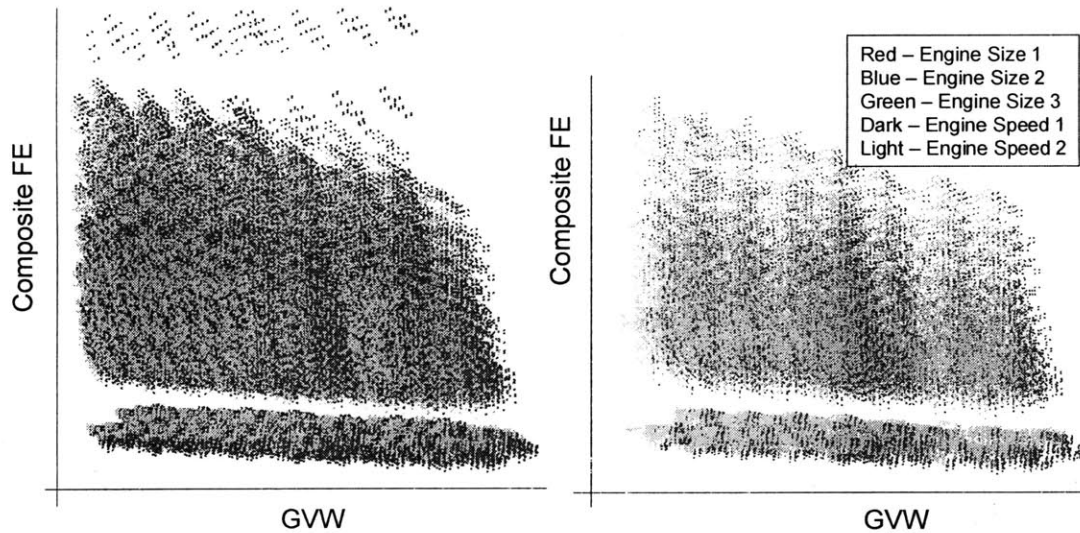 Composite FE
GVW
Composite FE
Red – Engine Size 1
Blue – Engine Size 2
Green – Engine Size 3
Dark – Engine Speed 1
Light – Engine Speed 2
GVW